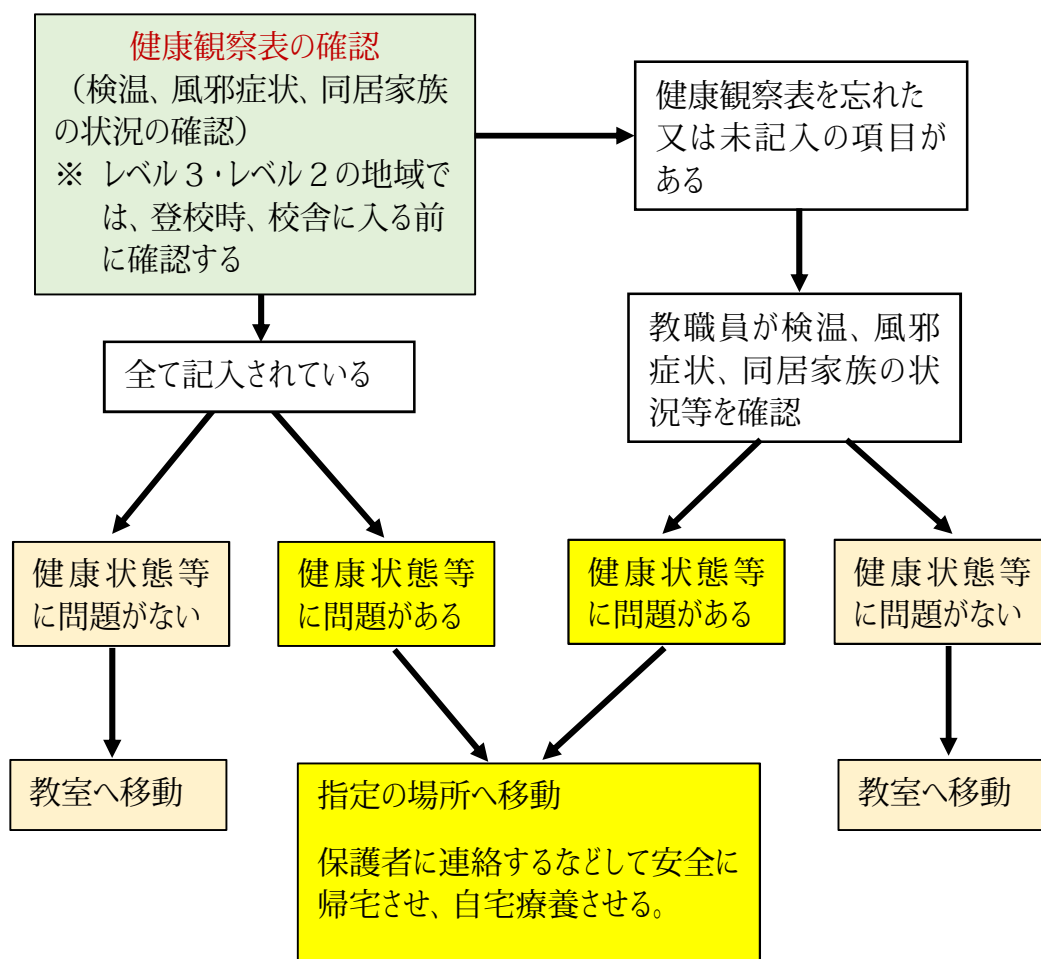 健康観察表の確認
（検温、風邪症状、同居家族
の状況の確認）
※ レベル３・レベル２の地域で
は、登校時、校舎に入る前
に確認する
健康観察表を忘れた
又は未記入の項目が
ある
全て記入されている
教職員が検温、風邪
症状、同居家族の状
況等を確認
健康状態等
に問題がない
健康状態等
に問題がある
健康状態等
に問題がある
健康状態等
に問題がない
教室へ移動
指定の場所へ移動
保護者に連絡するなどして安全に
帰宅させ、自宅療養させる。
教室へ移動